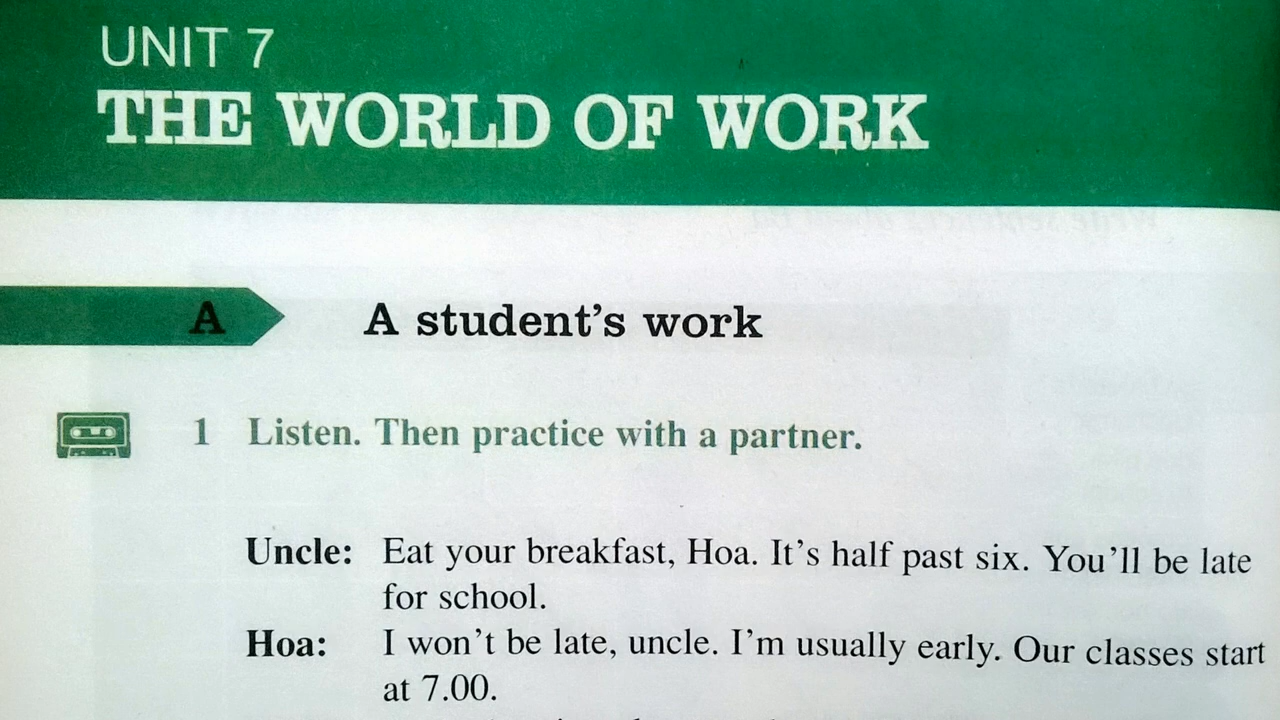 UNIT 7
THE WORLD OF WORK
A A student's work
1 Listen. Then practice with a partner.
Uncle: Eat your breakfast, Hoa. It's half past six. You'll be late
for school.
Hoa: I won't be late, uncle. I'm usually early. Our classes start
at 7.00.